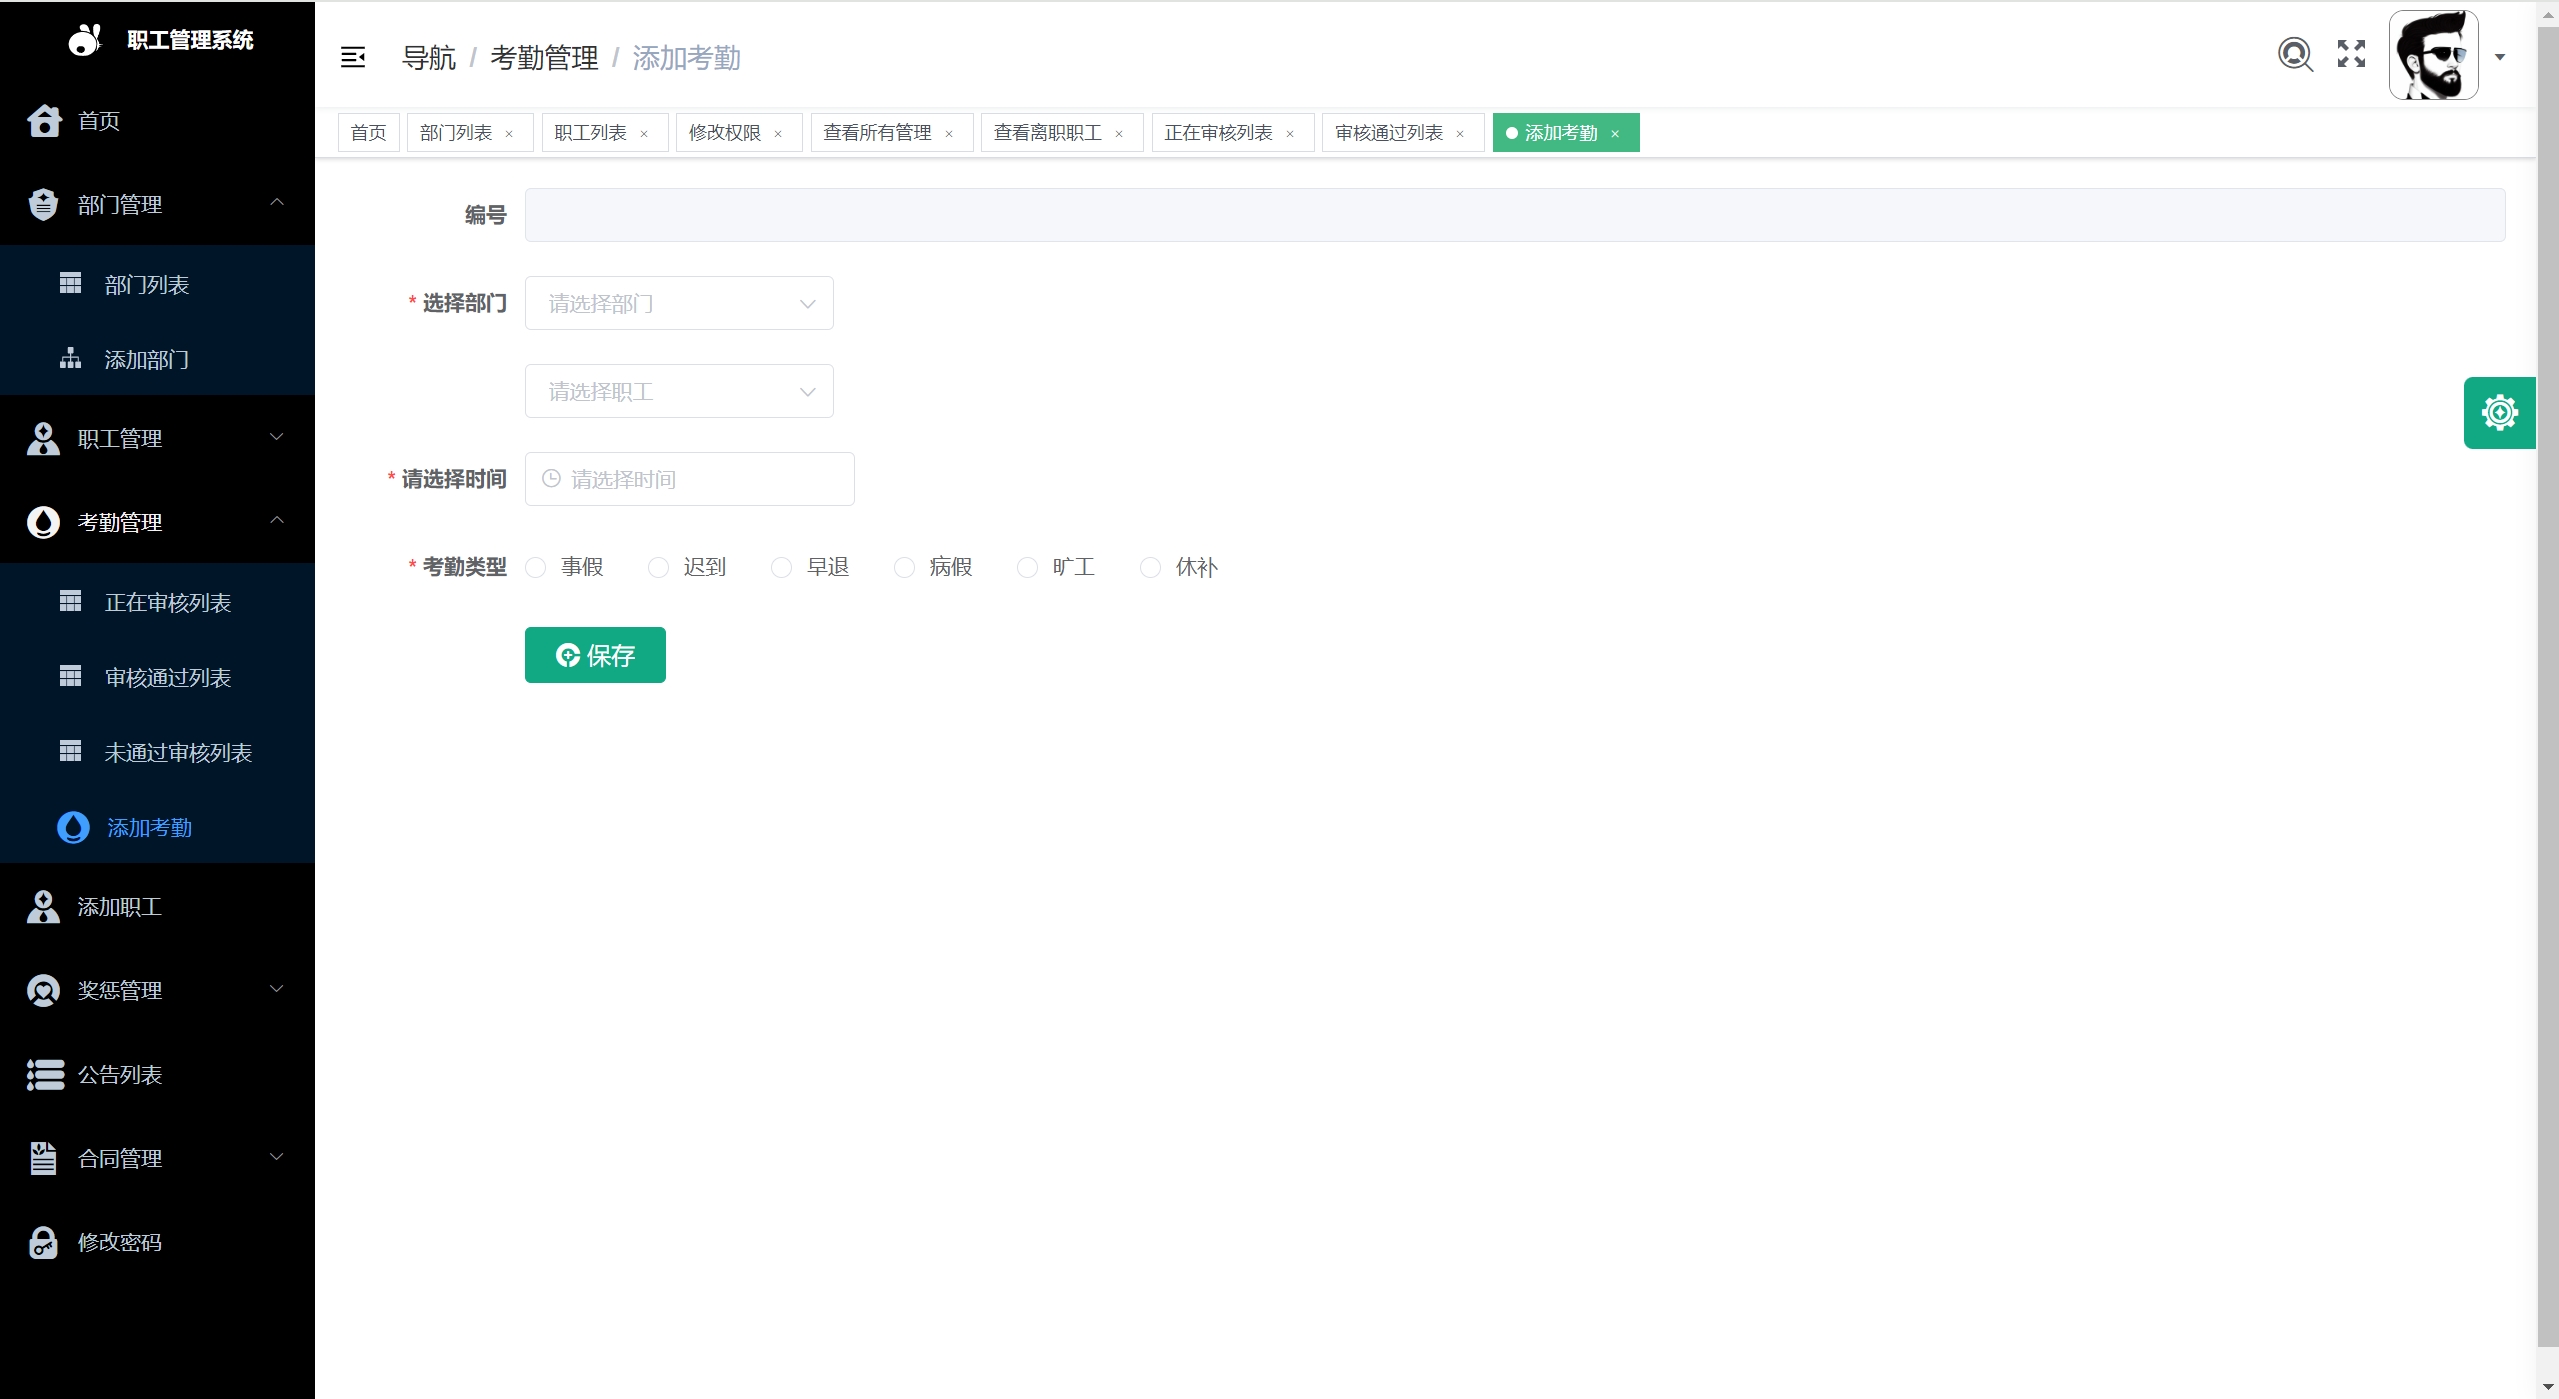 职工管理系统
首页
部门管理
部门列表
添加部门
职工管理
考勤管理
正在审核列表
审核通过列表
未通过审核列表
添加考勤
添加职工
奖惩管理
公告列表
合同管理
修改密码
导航 / 考勤管理 / 添加考勤
首页 部门列表 × 职工列表 × 修改权限 × 查看所有管理 × 查看离职职工 × 正在审核列表 × 审核通过列表 × 添加考勤 ×
编号
* 选择部门 请选择部门
请选择职工
* 请选择时间 请选择时间
* 考勤类型 事假 迟到 早退 病假 旷工 休补
保存